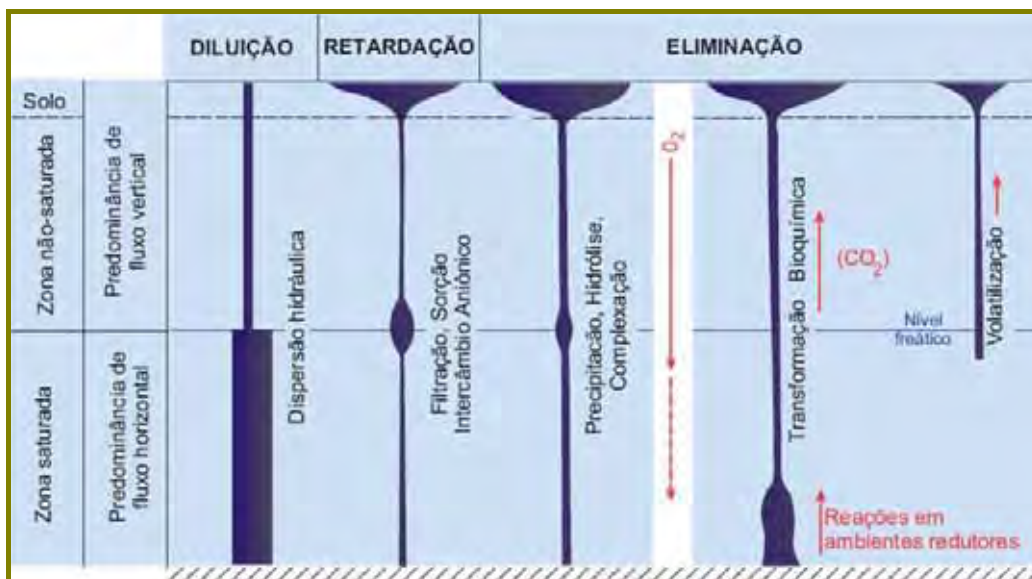 DILUIÇÃO
RETARDAÇÃO
ELIMINAÇÃO
Solo
Zona não-saturada
Predominância de
fluxo vertical
Zona saturada
Predominância de
fluxo horizontal
Dispersão hidráulica
Filtração, Sorção
Intercâmbio Aniônico
Precipitacão, Hidrólise,
Complexação
O2
Transformação Bioquímica
(CO2)
Reações em
ambientes redutores
Nível
freático
Volatilização